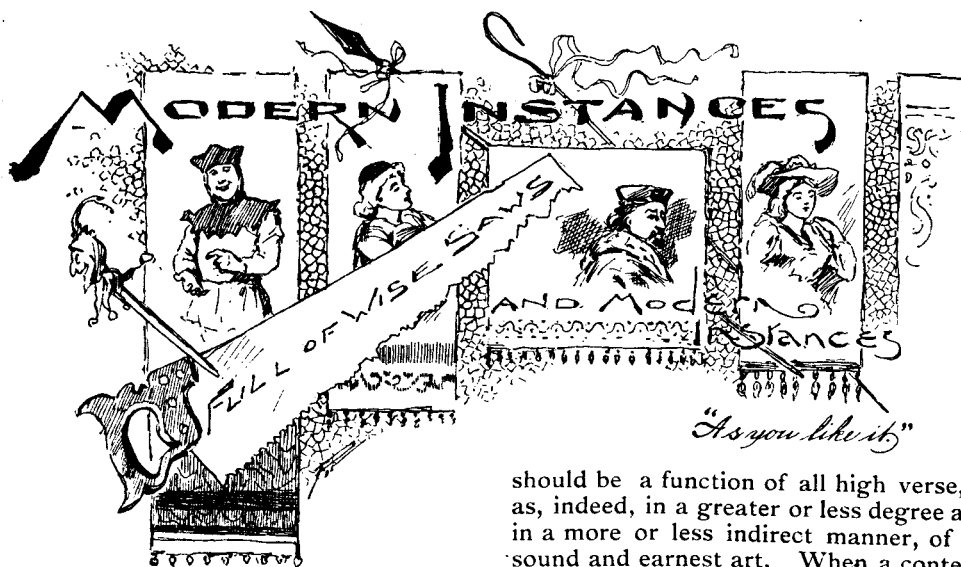 MODERN INSTANCES
FULL OF WISE SAWS
AND MODERN
INSTANCES
"As you like it."
should be a function of all high verse,
as, indeed, in a greater or less degree a
in a more or less indirect manner, of
sound and earnest art. When a conte